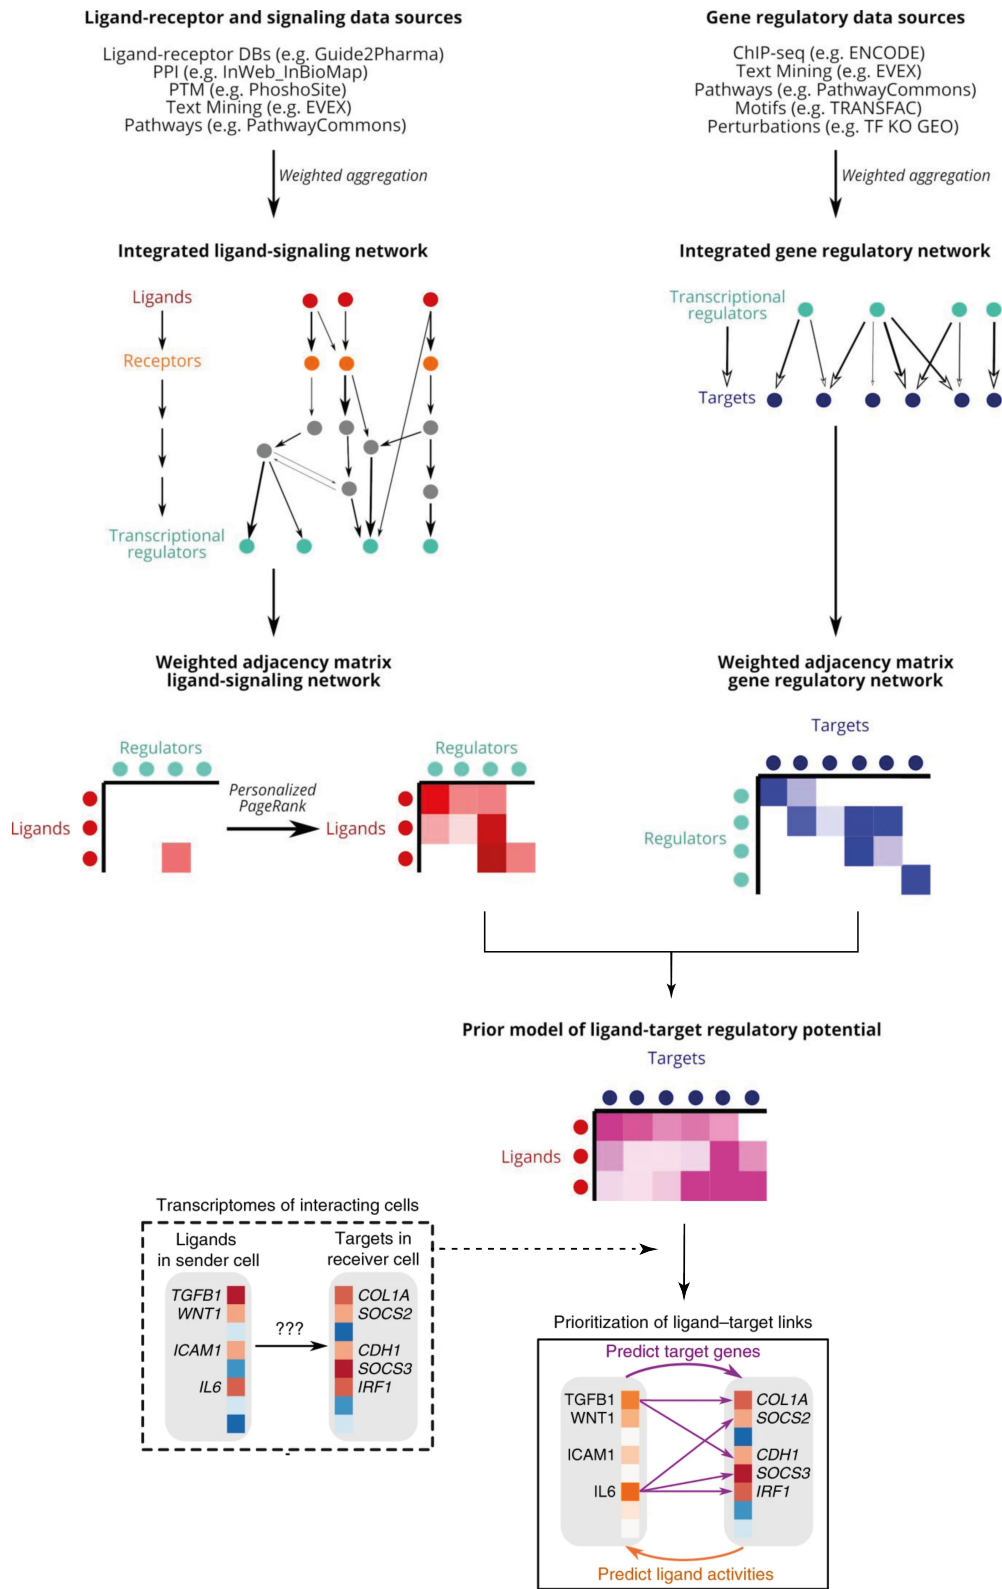 Ligand-receptor and signaling data sources
Ligand-receptor DBs (e.g. Guide2Pharma)
PPI (e.g. InWeb_InBioMap)
PTM (e.g. PhoshoSite)
Text Mining (e.g. EVEX)
Pathways (e.g. PathwayCommons)
Weighted aggregation
Integrated ligand-signaling network
Ligands
Receptors
Transcriptional
regulators
Weighted adjacency matrix
ligand-signaling network
Regulators
Ligands
Personalized
PageRank
Regulators
Ligands
Gene regulatory data sources
ChIP-seq (e.g. ENCODE)
Text Mining (e.g. EVEX)
Pathways (e.g. PathwayCommons)
Motifs (e.g. TRANSFAC)
Perturbations (e.g. TF KO GEO)
Weighted aggregation
Integrated gene regulatory network
Transcriptional
regulators
Targets
Weighted adjacency matrix
gene regulatory network
Targets
Regulators
Prior model of ligand-target regulatory potential
Targets
Ligands
Transcriptomes of interacting cells
Ligands
in sender cell
Targets in
receiver cell
TGFB1
WNT1
ICAM1
IL6
???
COL1A
SOCS2
CDH1
SOCS3
IRF1
Prioritization of ligand–target links
Predict target genes
TGFB1
WNT1
ICAM1
IL6
COL1A
SOCS2
CDH1
SOCS3
IRF1
Predict ligand activities